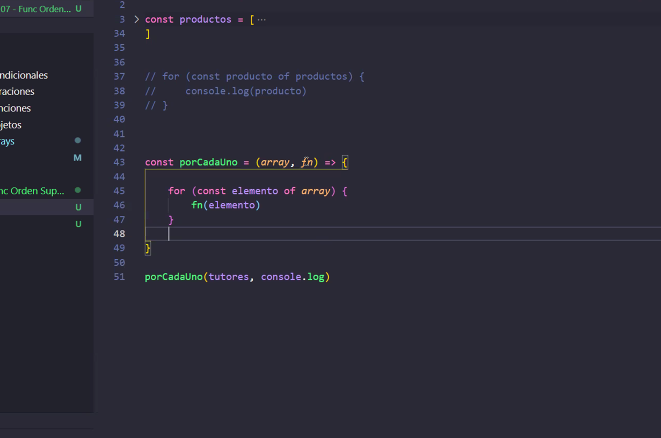 07 - Func Orden... U
ndicionales
raciones
nciones
jetos
ays
M
nc Orden Sup...
U
U
2
3 > const productos = [ ...
34 ]
35
36
37 // for (const producto of productos) {
38 //     console.log(producto)
39 // }
40
41
42
43 const porCadaUno = (array, fn) => {
44
45     for (const elemento of array) {
46         fn(elemento)
47     }
48
49 }
50
51 porCadaUno(tutores, console.log)